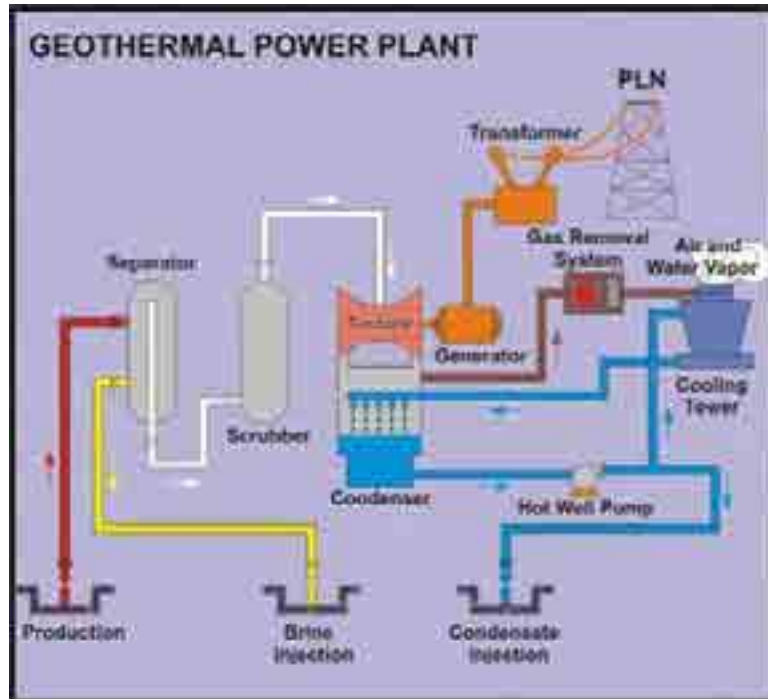 GEOTHERMAL POWER PLANT
PLN
Transformer
Gas Removal
System
Air and
Water Vapor
Separator
Turbine
Generator
Cooling
Tower
Scrubber
Condenser
Hot Well Pump
Production
Brine
Injection
Condensate
Injection